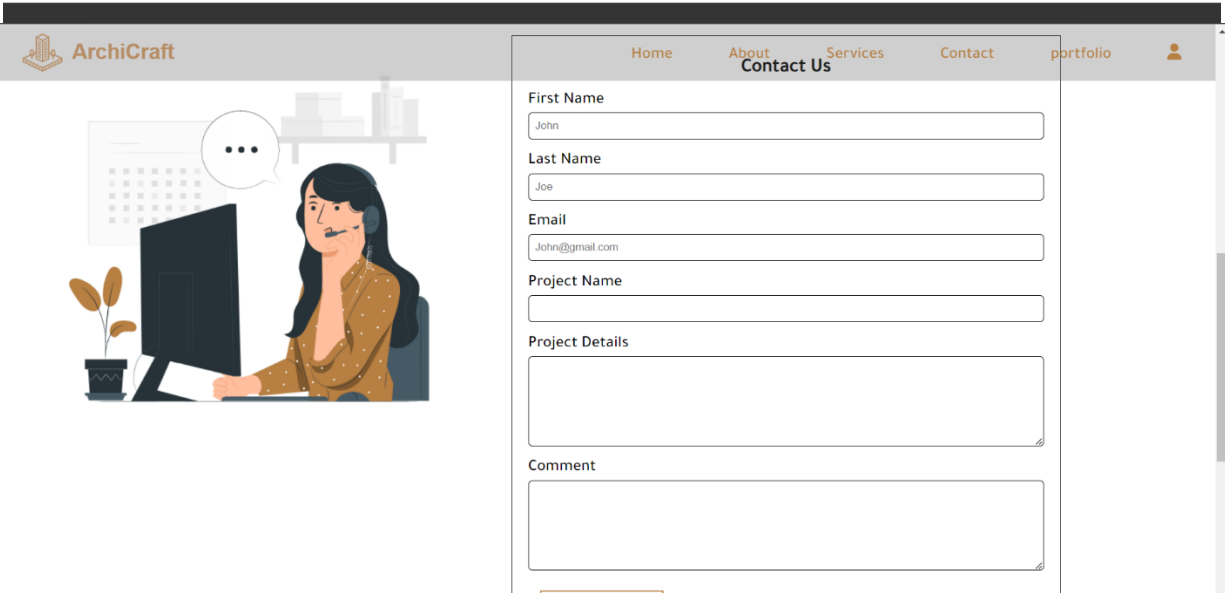 ArchiCraft
Home About Services Contact portfolio
Contact Us
First Name
John
Last Name
Joe
Email
John@gmail.com
Project Name
Project Details
Comment